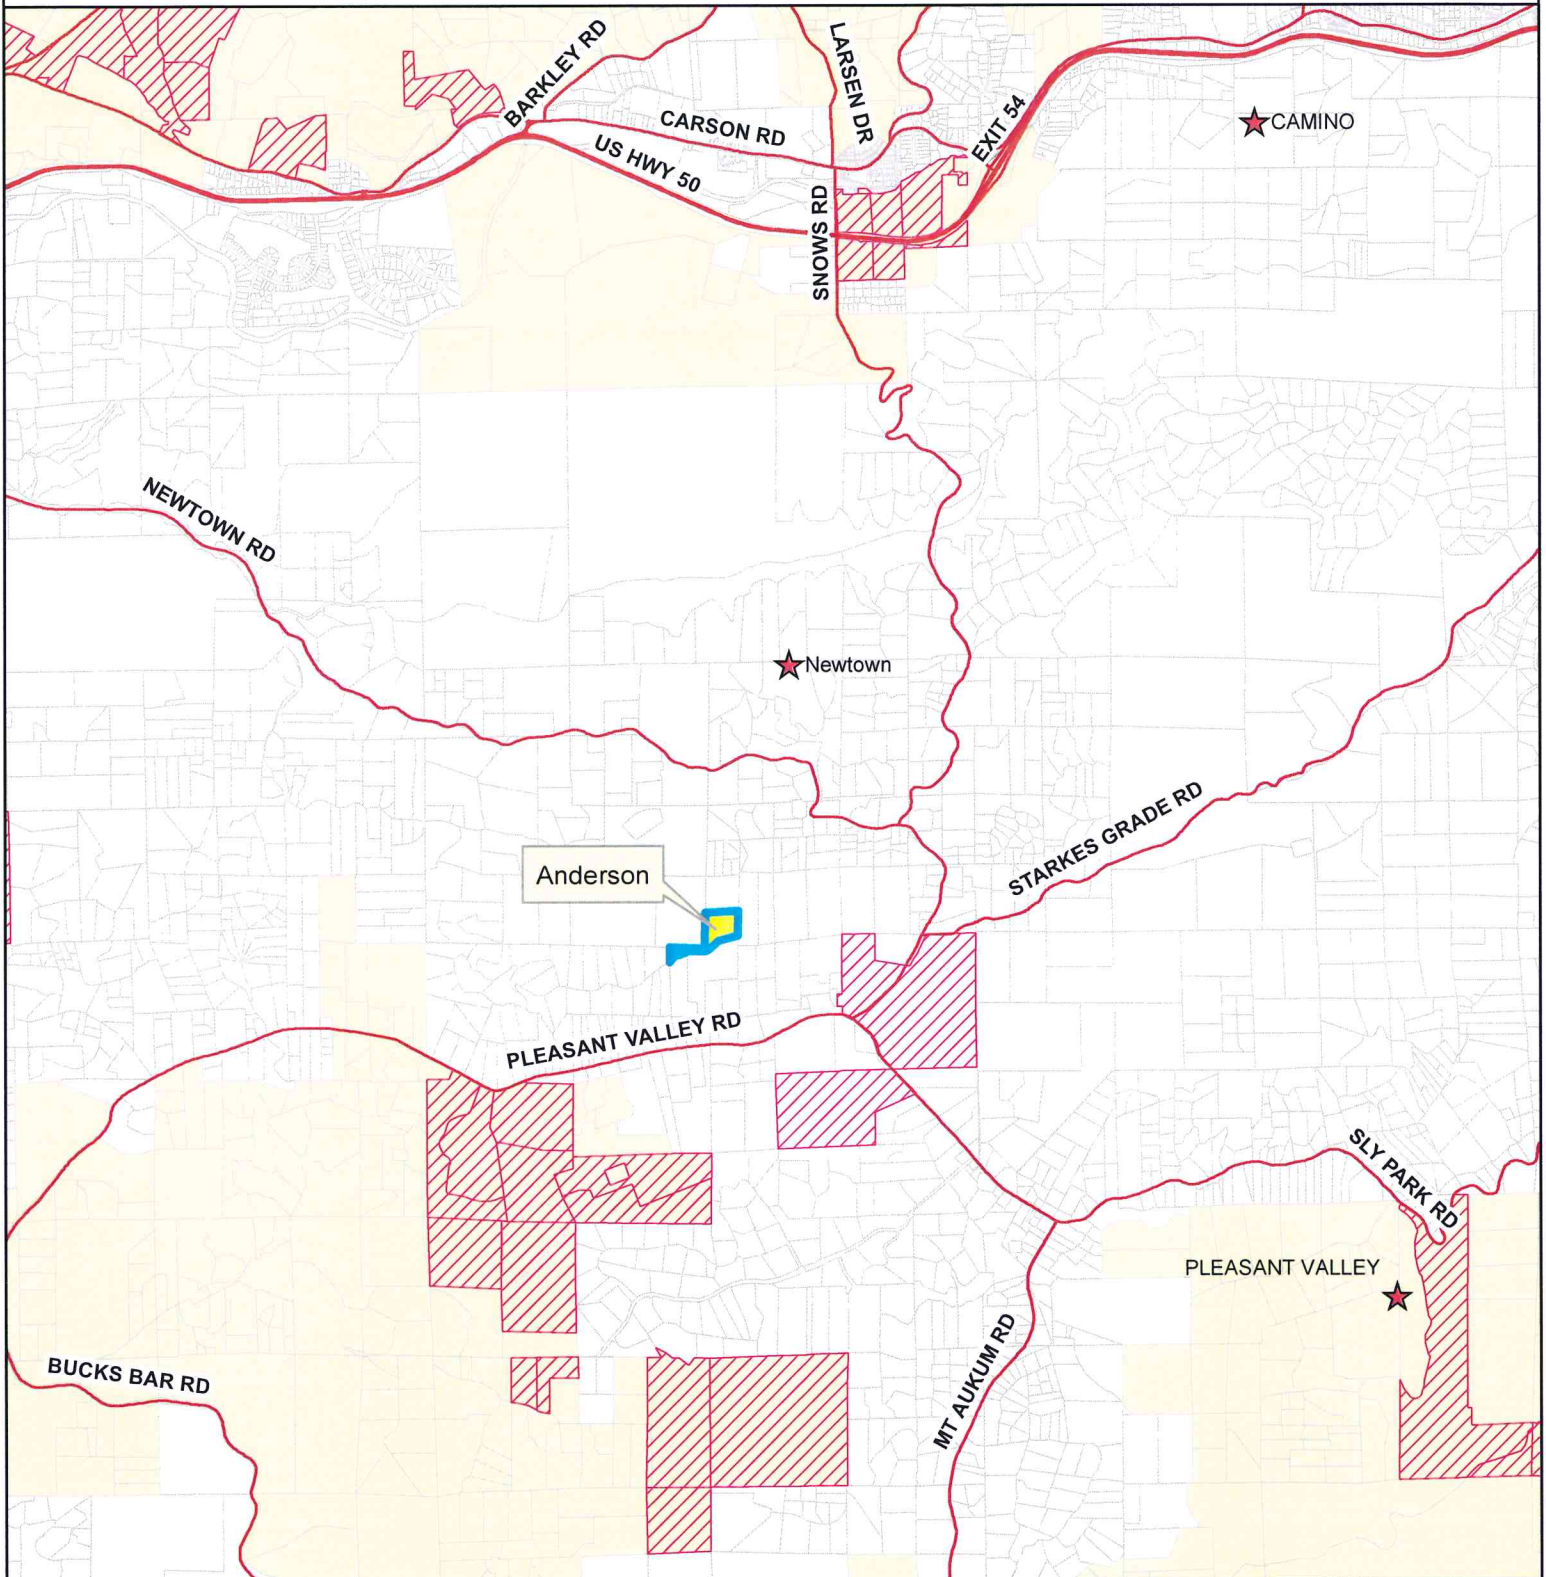 BARKLEY RD
LARSEN DR
CARSON RD
EXIT 54
CAMINO
US HWY 50
SNOWS RD
NEWTOWN RD
Newtown
STARKES GRADE RD
Anderson
PLEASANT VALLEY RD
SLY PARK RD
PLEASANT VALLEY
MT AUKUM RD
BUCKS BAR RD